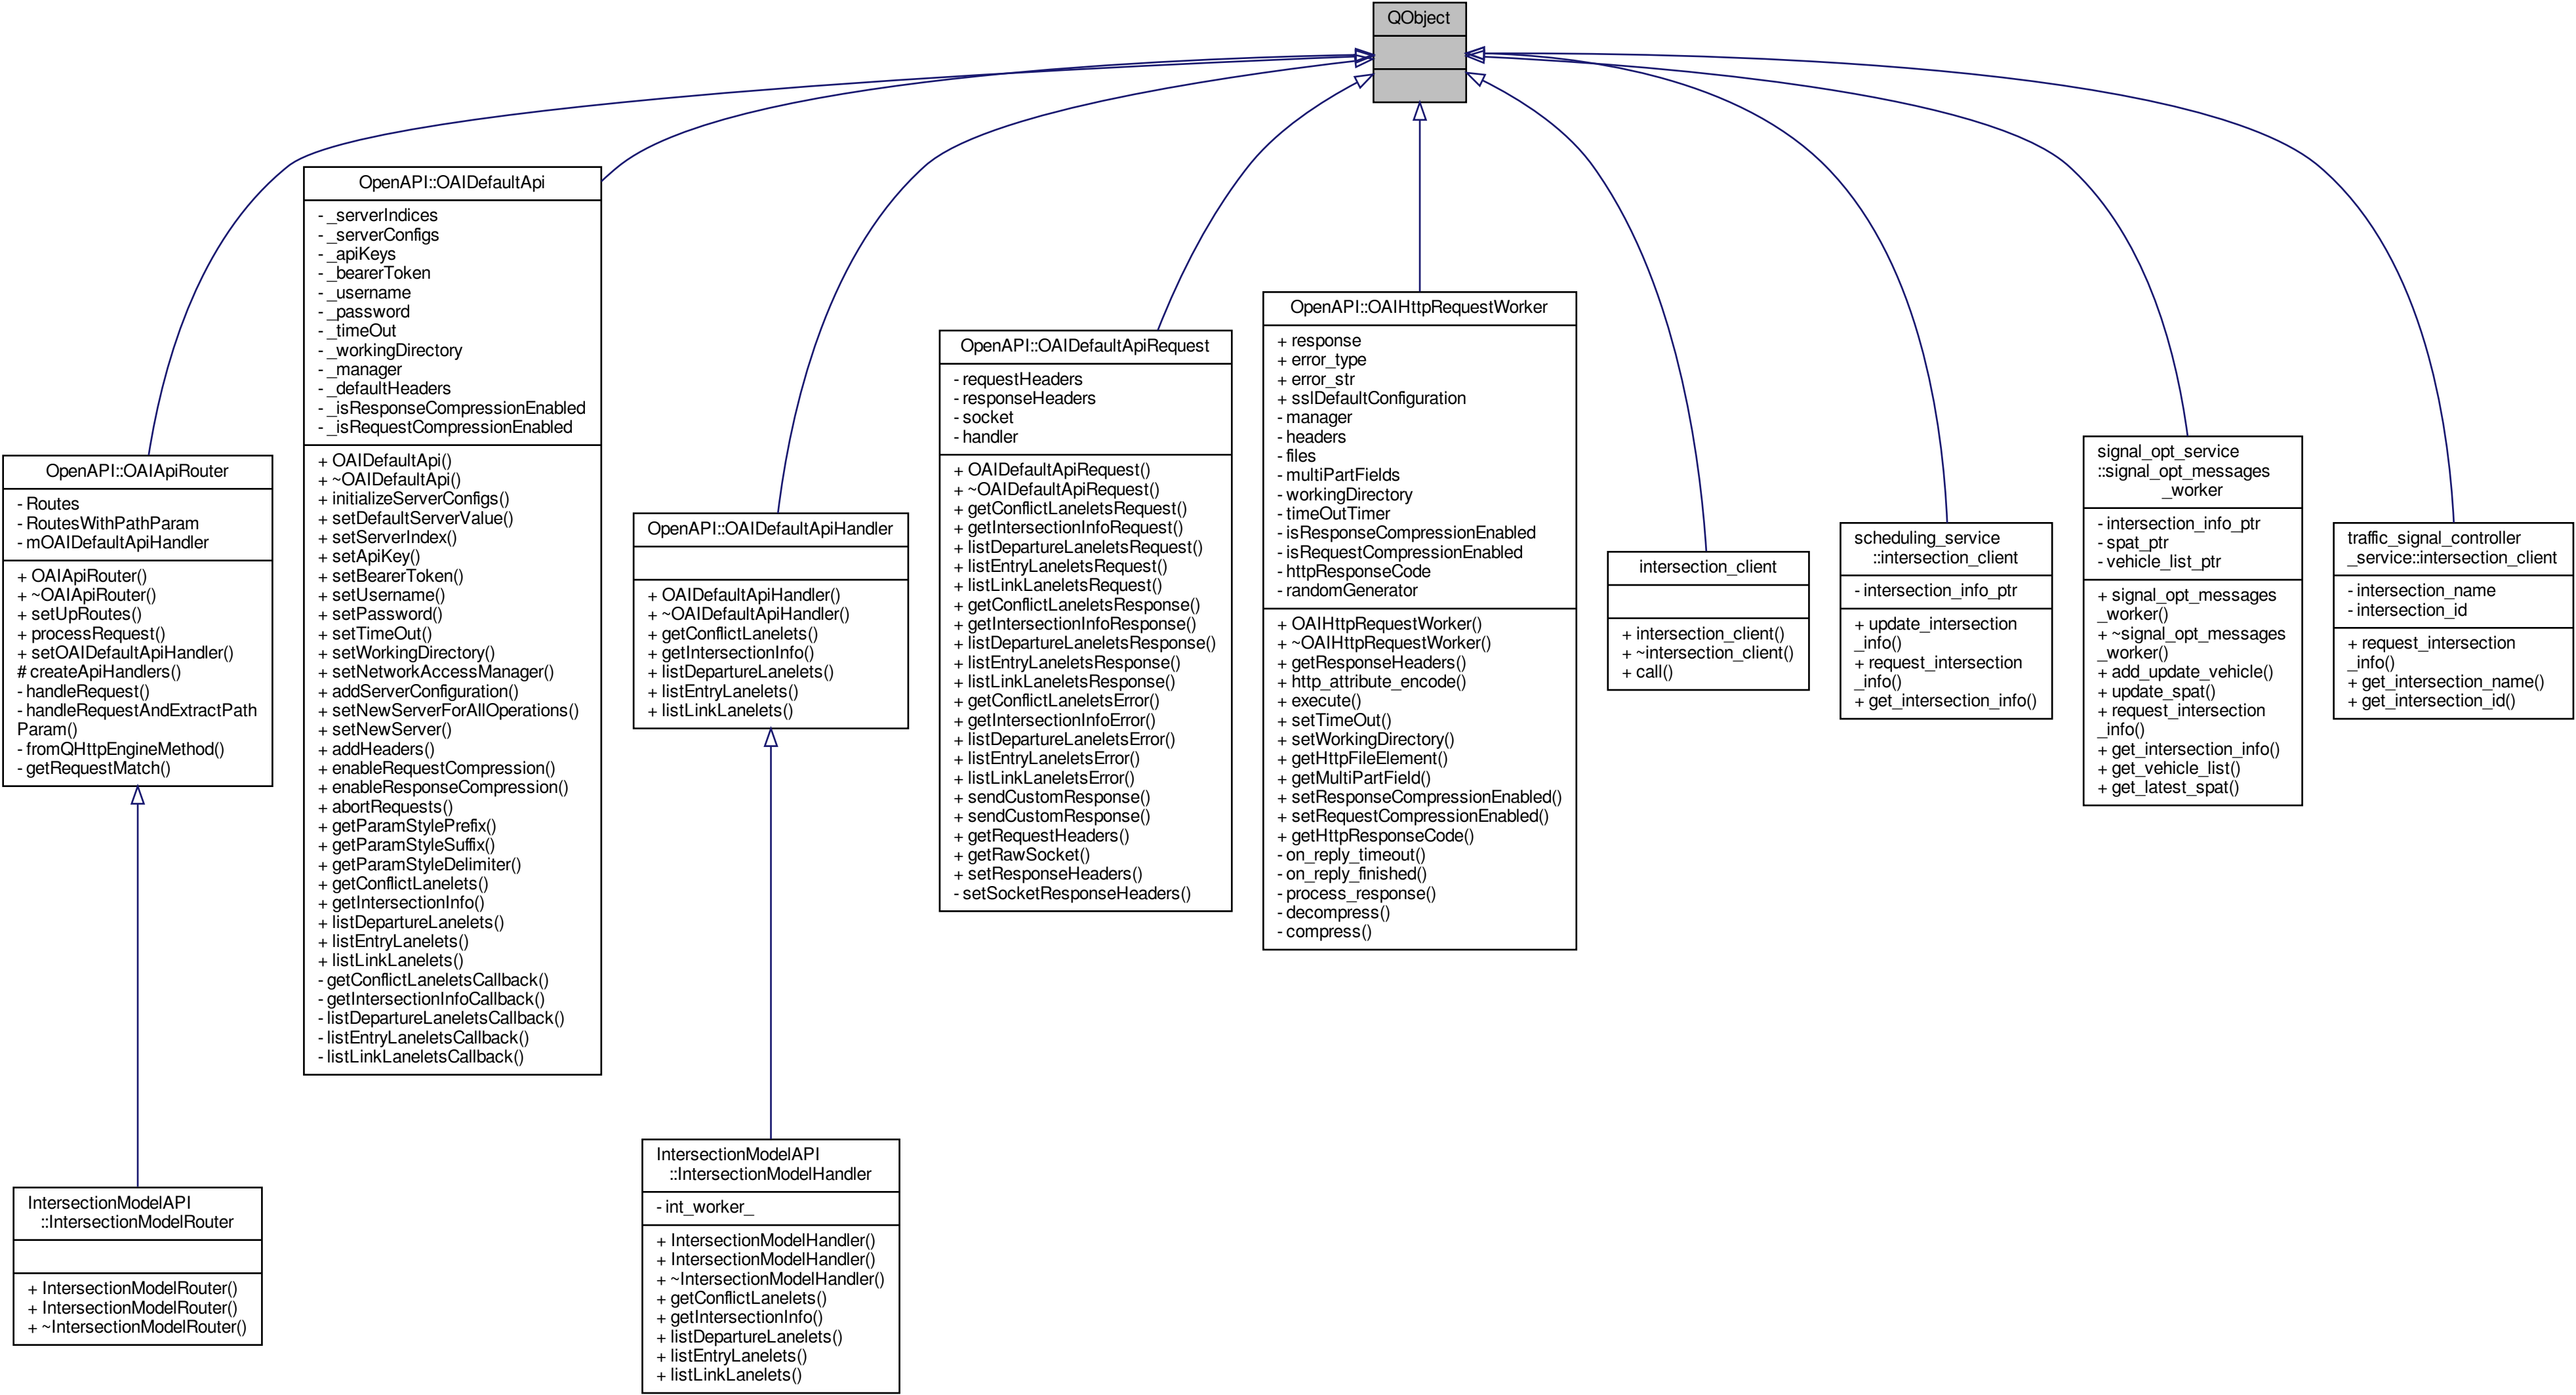 QObject
OpenAPI::OAIApiRouter
- Routes
- RoutesWithPathParam
- mOAIDefaultApiHandler
+ OAIApiRouter()
+ ~OAIApiRouter()
+ setUpRoutes()
+ processRequest()
+ setOAIDefaultApiHandler()
# createApiHandlers()
- handleRequest()
- handleRequestAndExtractPath
Param()
- fromQHttpEngineMethod()
- getRequestMatch()
OpenAPI::OAIDefaultApi
- _serverIndices
- _serverConfigs
- _apiKeys
- _bearerToken
- _username
- _password
- _timeOut
- _workingDirectory
- _manager
- _defaultHeaders
- _isResponseCompressionEnabled
- _isRequestCompressionEnabled
+ OAIDefaultApi()
+ ~OAIDefaultApi()
+ initializeServerConfigs()
+ setDefaultServerValue()
+ setServerIndex()
+ setApiKey()
+ setBearerToken()
+ setUsername()
+ setPassword()
+ setTimeOut()
+ setWorkingDirectory()
+ setNetworkAccessManager()
+ addServerConfiguration()
+ setNewServerForAllOperations()
+ setNewServer()
+ addHeaders()
+ enableRequestCompression()
+ enableResponseCompression()
+ abortRequests()
+ getParamStylePrefix()
+ getParamStyleSuffix()
+ getParamStyleDelimiter()
+ getConflictLanelets()
+ getIntersectionInfo()
+ listDepartureLanelets()
+ listEntryLanelets()
+ listLinkLanelets()
- getConflictLaneletsCallback()
- getIntersectionInfoCallback()
- listDepartureLaneletsCallback()
- listEntryLaneletsCallback()
- listLinkLaneletsCallback()
OpenAPI::OAIDefaultApiHandler
+ OAIDefaultApiHandler()
+ ~OAIDefaultApiHandler()
+ getConflictLanelets()
+ getIntersectionInfo()
+ listDepartureLanelets()
+ listEntryLanelets()
+ listLinkLanelets()
OpenAPI::OAIDefaultApiRequest
- requestHeaders
- responseHeaders
- socket
- handler
+ OAIDefaultApiRequest()
+ ~OAIDefaultApiRequest()
+ getConflictLaneletsRequest()
+ getIntersectionInfoRequest()
+ listDepartureLaneletsRequest()
+ listEntryLaneletsRequest()
+ listLinkLaneletsRequest()
+ getConflictLaneletsResponse()
+ getIntersectionInfoResponse()
+ listDepartureLaneletsResponse()
+ listEntryLaneletsResponse()
+ listLinkLaneletsResponse()
+ getConflictLaneletsError()
+ getIntersectionInfoError()
+ listDepartureLaneletsError()
+ listEntryLaneletsError()
+ listLinkLaneletsError()
+ sendCustomResponse()
+ sendCustomResponse()
+ getRequestHeaders()
+ getRawSocket()
+ setResponseHeaders()
- setSocketResponseHeaders()
OpenAPI::OAIHttpRequestWorker
+ response
+ error_type
+ error_str
+ sslDefaultConfiguration
- manager
- headers
- files
- multiPartFields
- workingDirectory
- timeOutTimer
- isResponseCompressionEnabled
- isRequestCompressionEnabled
- httpResponseCode
- randomGenerator
+ OAIHttpRequestWorker()
+ ~OAIHttpRequestWorker()
+ getResponseHeaders()
+ http_attribute_encode()
+ execute()
+ setTimeOut()
+ setWorkingDirectory()
+ getHttpFileElement()
+ getMultiPartField()
+ setResponseCompressionEnabled()
+ setRequestCompressionEnabled()
+ getHttpResponseCode()
- on_reply_timeout()
- on_reply_finished()
- process_response()
- decompress()
- compress()
intersection_client
+ intersection_client()
+ ~intersection_client()
+ call()
scheduling_service
::intersection_client
- intersection_info_ptr
+ update_intersection
_info()
+ request_intersection
_info()
+ get_intersection_info()
signal_opt_service
::signal_opt_messages
_worker
- intersection_info_ptr
- spat_ptr
- vehicle_list_ptr
+ signal_opt_messages
_worker()
+ ~signal_opt_messages
_worker()
+ add_update_vehicle()
+ update_spat()
+ request_intersection
_info()
+ get_intersection_info()
+ get_vehicle_list()
+ get_latest_spat()
traffic_signal_controller
_service::intersection_client
- intersection_name
- intersection_id
+ request_intersection
_info()
+ get_intersection_name()
+ get_intersection_id()
IntersectionModelAPI
::IntersectionModelRouter
+ IntersectionModelRouter()
+ IntersectionModelRouter()
+ ~IntersectionModelRouter()
IntersectionModelAPI
::IntersectionModelHandler
- int_worker_
+ IntersectionModelHandler()
+ IntersectionModelHandler()
+ ~IntersectionModelHandler()
+ getConflictLanelets()
+ getIntersectionInfo()
+ listDepartureLanelets()
+ listEntryLanelets()
+ listLinkLanelets()